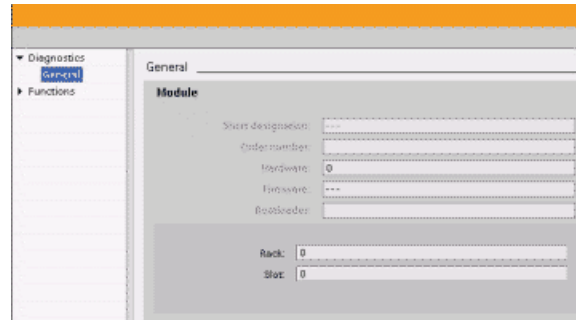 Diagnostics
General
Functions
General
Module
Short designation: ---
Order number:
Hardware: 0
Firmware: ---
Bootloader:
Rack: 0
Slot: 0